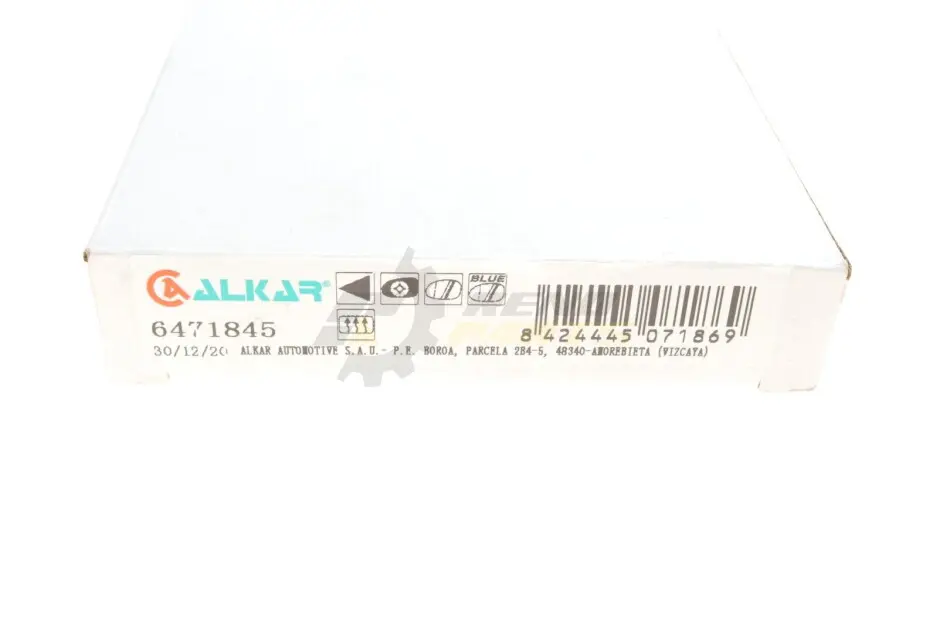 ALKAR®
BLUE
6471845
8 424445 071869
30/12/20 ALKAR AUTOMOTIVE S.A.U.- P.E. BOROA, PARCELA 2B4-5, 48340-AMOREBIETA (VIZCAYA)